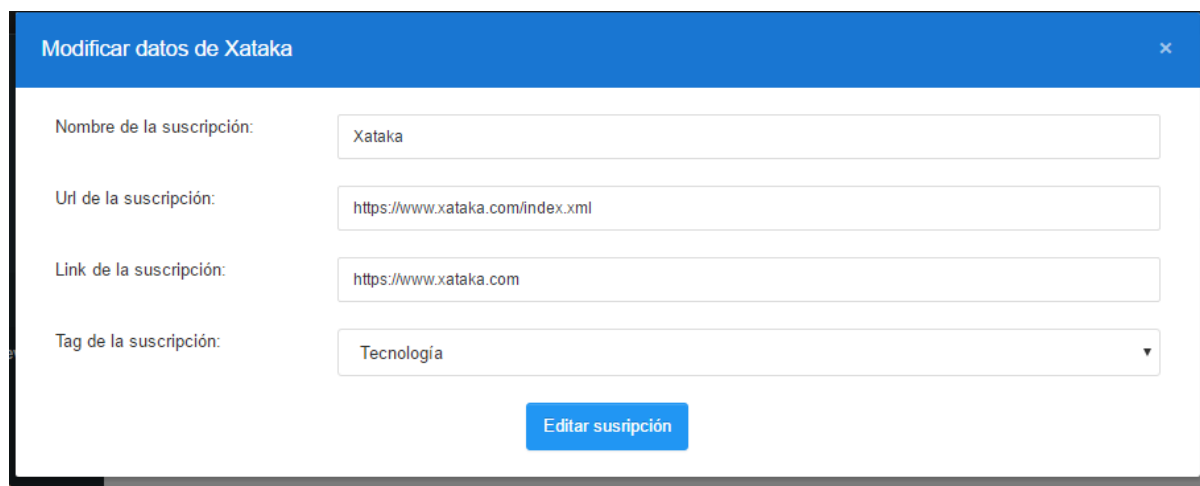 Modificar datos de Xataka ×
Nombre de la suscripción: Xataka
Url de la suscripción: https://www.xataka.com/index.xml
Link de la suscripción: https://www.xataka.com
Tag de la suscripción: Tecnología
Editar susripción